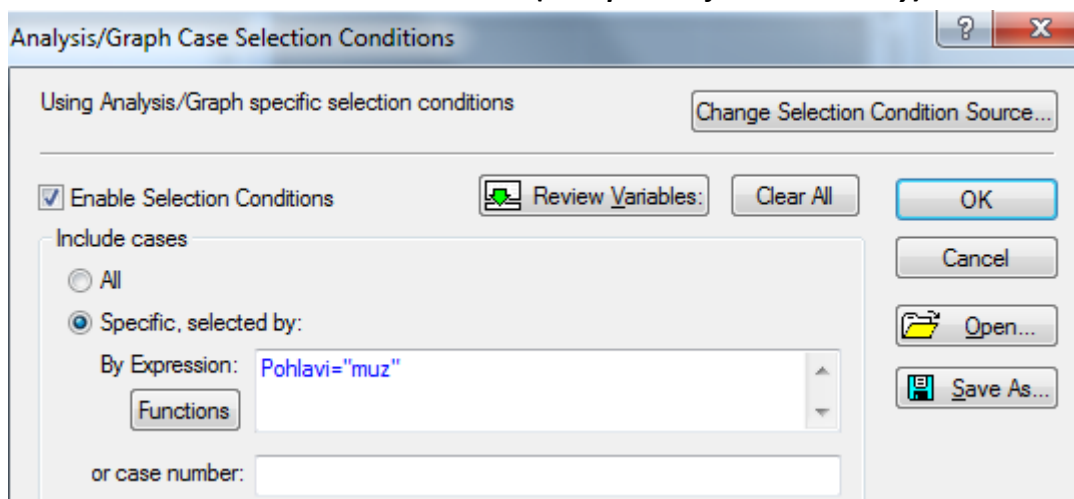 Analysis/Graph Case Selection Conditions
Using Analysis/Graph specific selection conditions
Change Selection Condition Source...
Enable Selection Conditions
Review Variables:
Clear All
OK
Include cases
Cancel
All
Specific, selected by:
Open...
By Expression:
Pohlavi="muz"
Functions
Save As...
or case number: